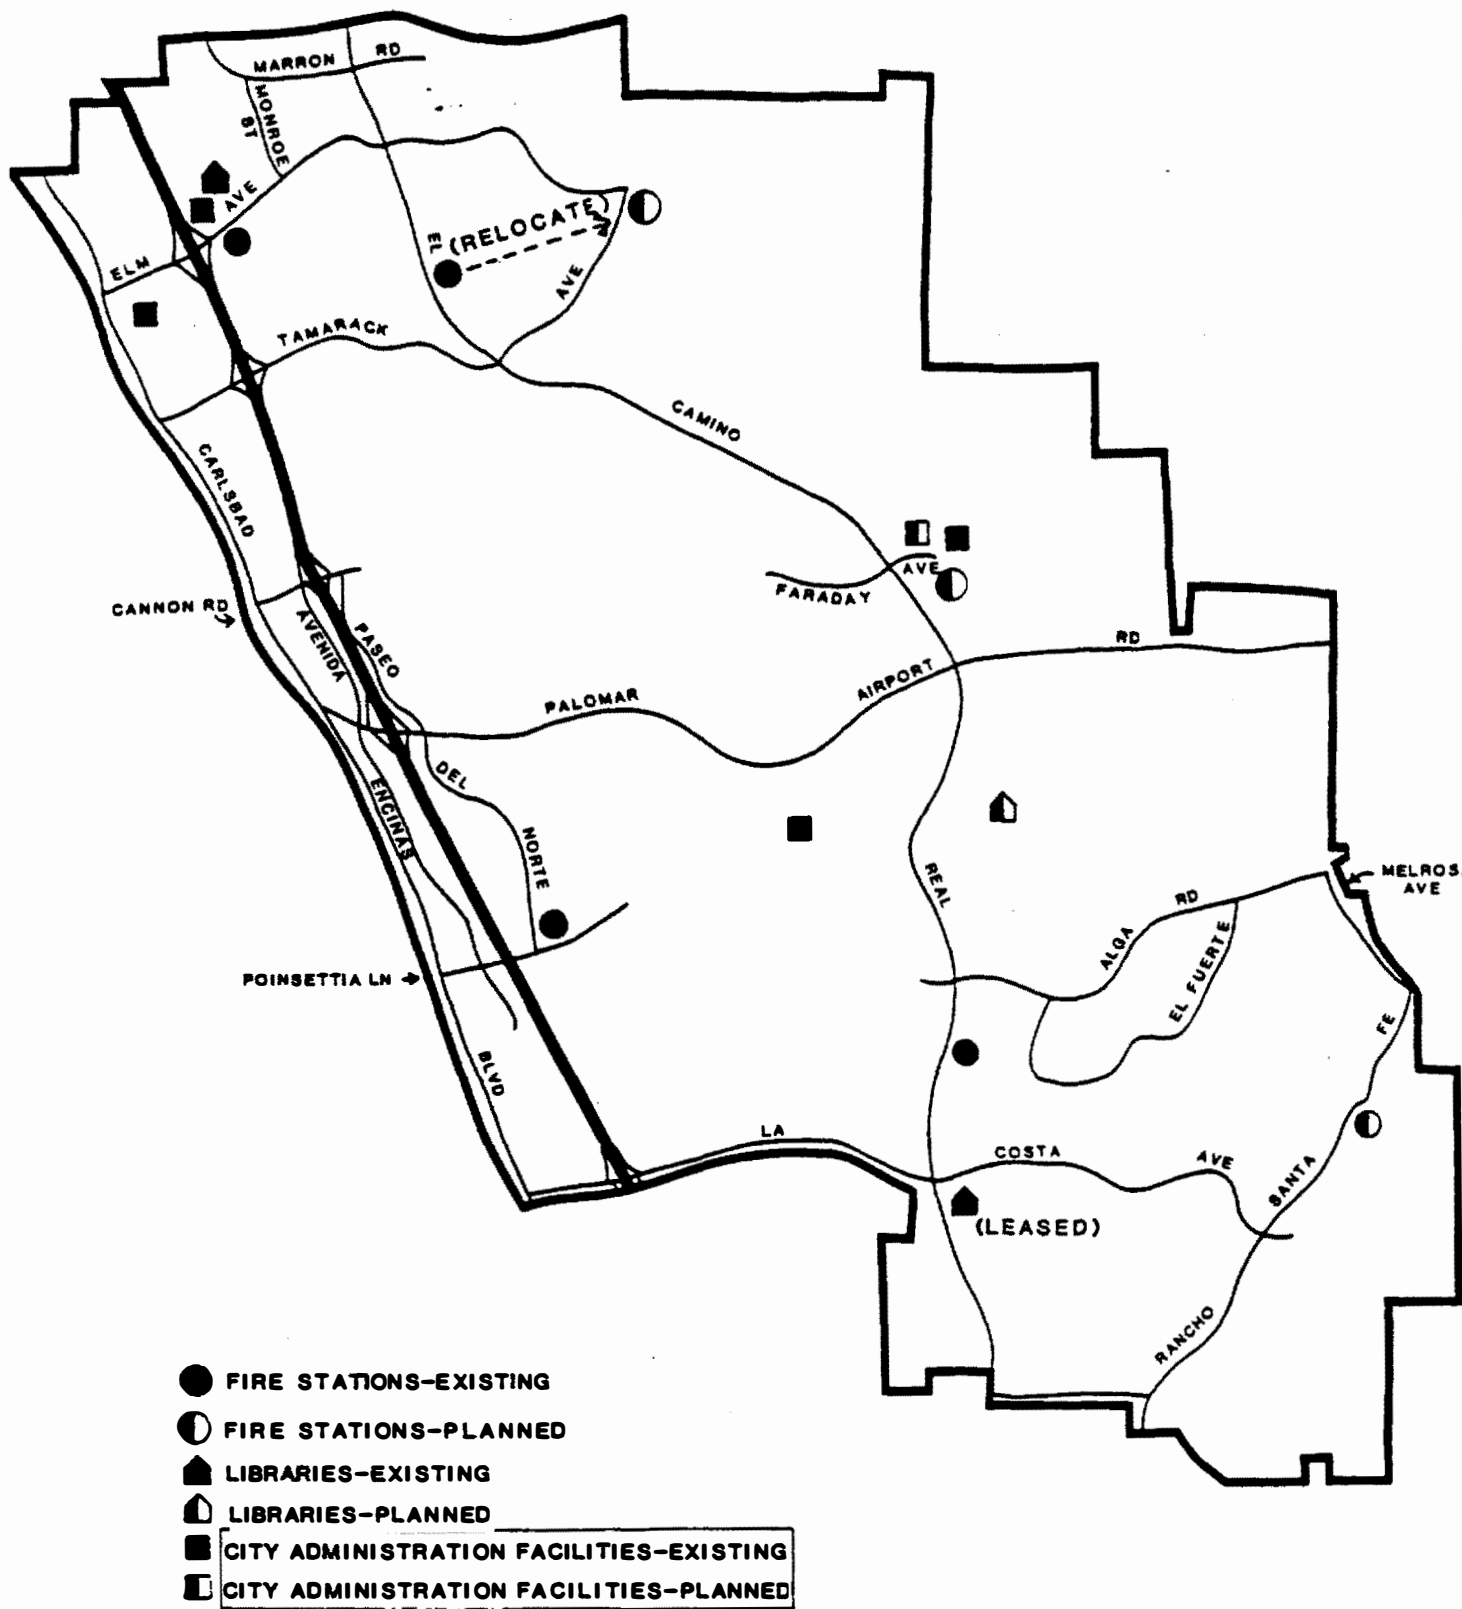 MARRON RD
MONROE ST
ELM AVE
EL
(RELOCATE)
AVE
TAMARACK
CAMINO
CARLSBAD
CANNON RD
AVENIDA
PASEO
FARADAY AVE
PALOMAR
AIRPORT
RD
DEL
ENCINAS
NORTE
REAL
MELROS
AVE
ALGA
RD
EL FUERTE
POINSETTIA LN
BLVD
FE
LA
COSTA
AVE
SANTA
(LEASED)
RANCHO
FIRE STATIONS-EXISTING
FIRE STATIONS-PLANNED
LIBRARIES-EXISTING
LIBRARIES-PLANNED
CITY ADMINISTRATION FACILITIES-EXISTING
CITY ADMINISTRATION FACILITIES-PLANNED